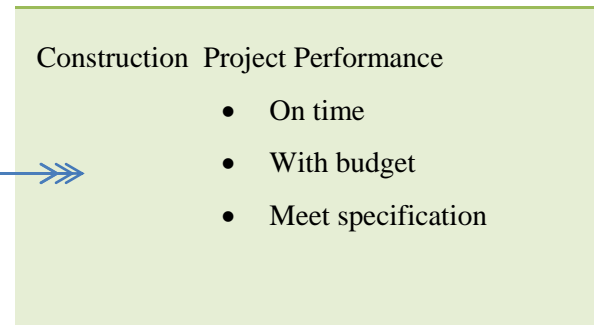 Construction Project Performance
• On time
• With budget
• Meet specification